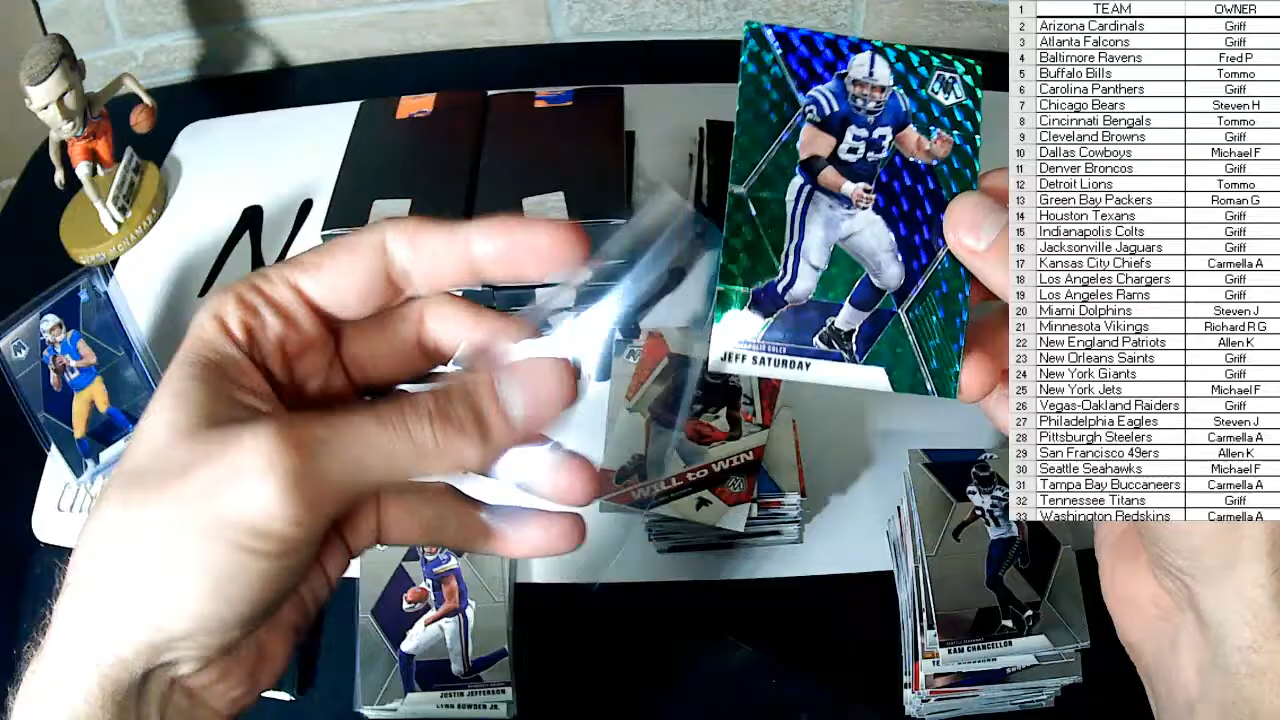 1 TEAM OWNER
2 Arizona Cardinals Griff
3 Atlanta Falcons Griff
4 Baltimore Ravens Fred P
5 Buffalo Bills Tommo
6 Carolina Panthers Griff
7 Chicago Bears Steven H
8 Cincinnati Bengals Tommo
9 Cleveland Browns Griff
10 Dallas Cowboys Michael F
11 Denver Broncos Griff
12 Detroit Lions Tommo
13 Green Bay Packers Roman G
14 Houston Texans Griff
15 Indianapolis Colts Griff
16 Jacksonville Jaguars Griff
17 Kansas City Chiefs Carmella A
18 Los Angeles Chargers Griff
19 Los Angeles Rams Griff
20 Miami Dolphins Steven J
21 Minnesota Vikings Richard R G
22 New England Patriots Allen K
23 New Orleans Saints Griff
24 New York Giants Griff
25 New York Jets Michael F
26 Vegas-Oakland Raiders Griff
27 Philadelphia Eagles Steven J
28 Pittsburgh Steelers Carmella A
29 San Francisco 49ers Allen K
30 Seattle Seahawks Michael F
31 Tampa Bay Buccaneers Carmella A
32 Tennessee Titans Griff
33 Washington Redskins Carmella A
63
COLTS
JEFF SATURDAY
WILL to WIN
31
KAM CHANCELLOR
JUSTIN JEFFERSON
LYNN BOWDEN JR.